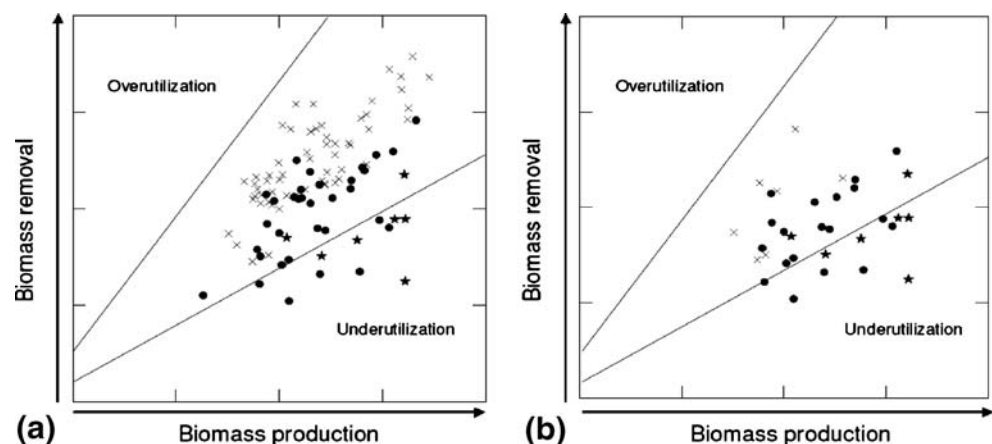 Overutilization
Underutilization
Biomass removal
Biomass production
(a)
Overutilization
Underutilization
Biomass removal
Biomass production
(b)